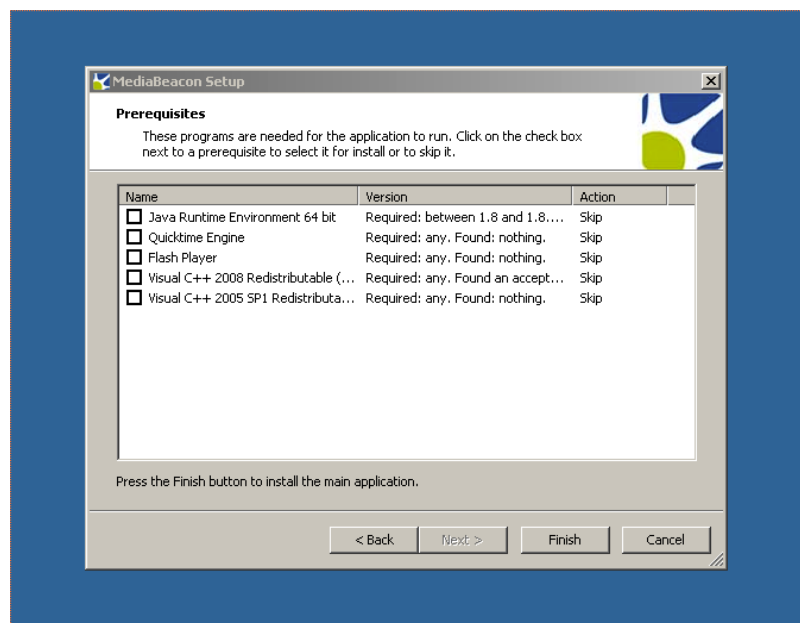 MediaBeacon Setup
Prerequisites
These programs are needed for the application to run. Click on the check box
next to a prerequisite to select it for install or to skip it.
Name Version Action
Java Runtime Environment 64 bit Required: between 1.8 and 1.8.... Skip
Quicktime Engine Required: any. Found: nothing. Skip
Flash Player Required: any. Found: nothing. Skip
Visual C++ 2008 Redistributable (... Required: any. Found an accept... Skip
Visual C++ 2005 SP1 Redistributa... Required: any. Found: nothing. Skip
Press the Finish button to install the main application.
< Back Next > Finish Cancel